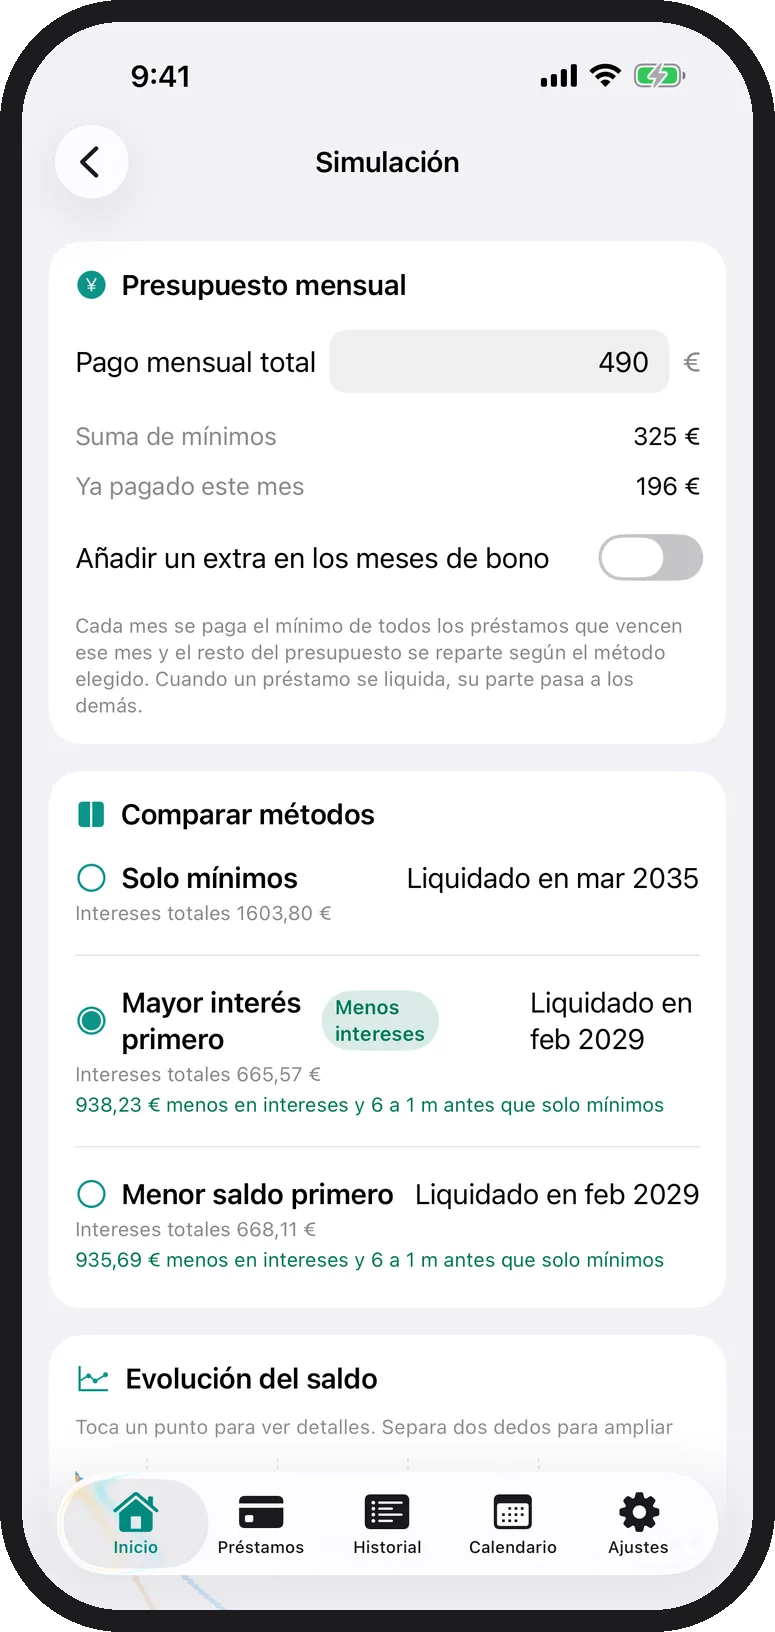 9:41
Simulación
¥ Presupuesto mensual
Pago mensual total 490 €
Suma de mínimos 325 €
Ya pagado este mes 196 €
Añadir un extra en los meses de bono
Cada mes se paga el mínimo de todos los préstamos que vencen
ese mes y el resto del presupuesto se reparte según el método
elegido. Cuando un préstamo se liquida, su parte pasa a los
demás.
Comparar métodos
Solo mínimos Liquidado en mar 2035
Intereses totales 1603,80 €
Mayor interés
primero
Menos
intereses
Liquidado en
feb 2029
Intereses totales 665,57 €
938,23 € menos en intereses y 6 a 1 m antes que solo mínimos
Menor saldo primero Liquidado en feb 2029
Intereses totales 668,11 €
935,69 € menos en intereses y 6 a 1 m antes que solo mínimos
Evolución del saldo
Toca un punto para ver detalles. Separa dos dedos para ampliar
Inicio Préstamos Historial Calendario Ajustes